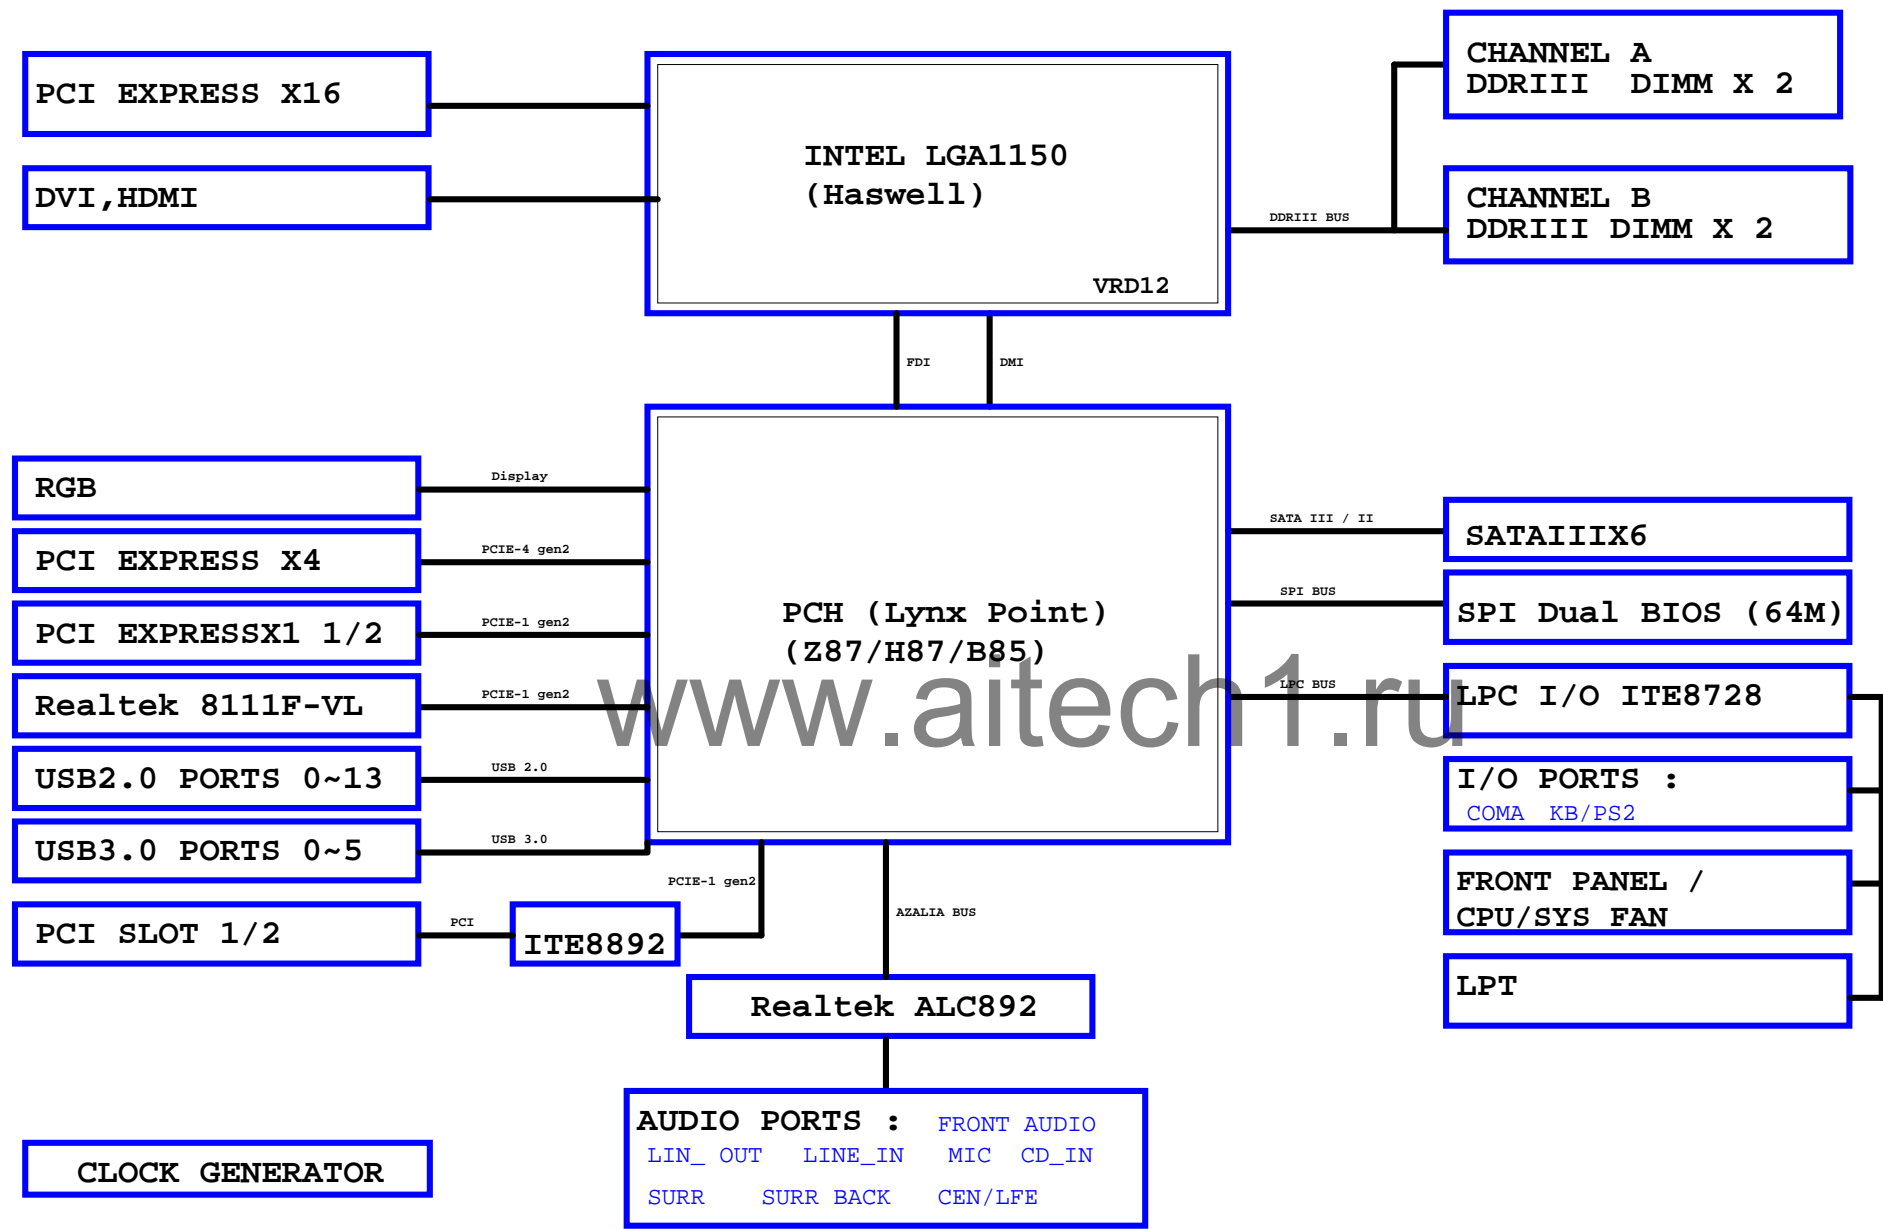 PCI EXPRESS X16
DVI,HDMI
INTEL LGA1150
(Haswell)
VRD12
DDRIII BUS
CHANNEL A
DDRIII DIMM X 2
CHANNEL B
DDRIII DIMM X 2
FDI
DMI
RGB
Display
PCI EXPRESS X4
PCIE-4 gen2
PCI EXPRESSX1 1/2
PCIE-1 gen2
Realtek 8111F-VL
PCIE-1 gen2
USB2.0 PORTS 0~13
USB 2.0
USB3.0 PORTS 0~5
USB 3.0
PCI SLOT 1/2
PCI
ITE8892
PCIE-1 gen2
PCH (Lynx Point)
(Z87/H87/B85)
www.aitech1.ru
SATA III / II
SATAIIIX6
SPI BUS
SPI Dual BIOS (64M)
LPC BUS
LPC I/O ITE8728
I/O PORTS :
COMA KB/PS2
FRONT PANEL /
CPU/SYS FAN
LPT
AZALIA BUS
Realtek ALC892
AUDIO PORTS : FRONT AUDIO
LIN_ OUT LINE_IN MIC CD_IN
SURR SURR BACK CEN/LFE
CLOCK GENERATOR